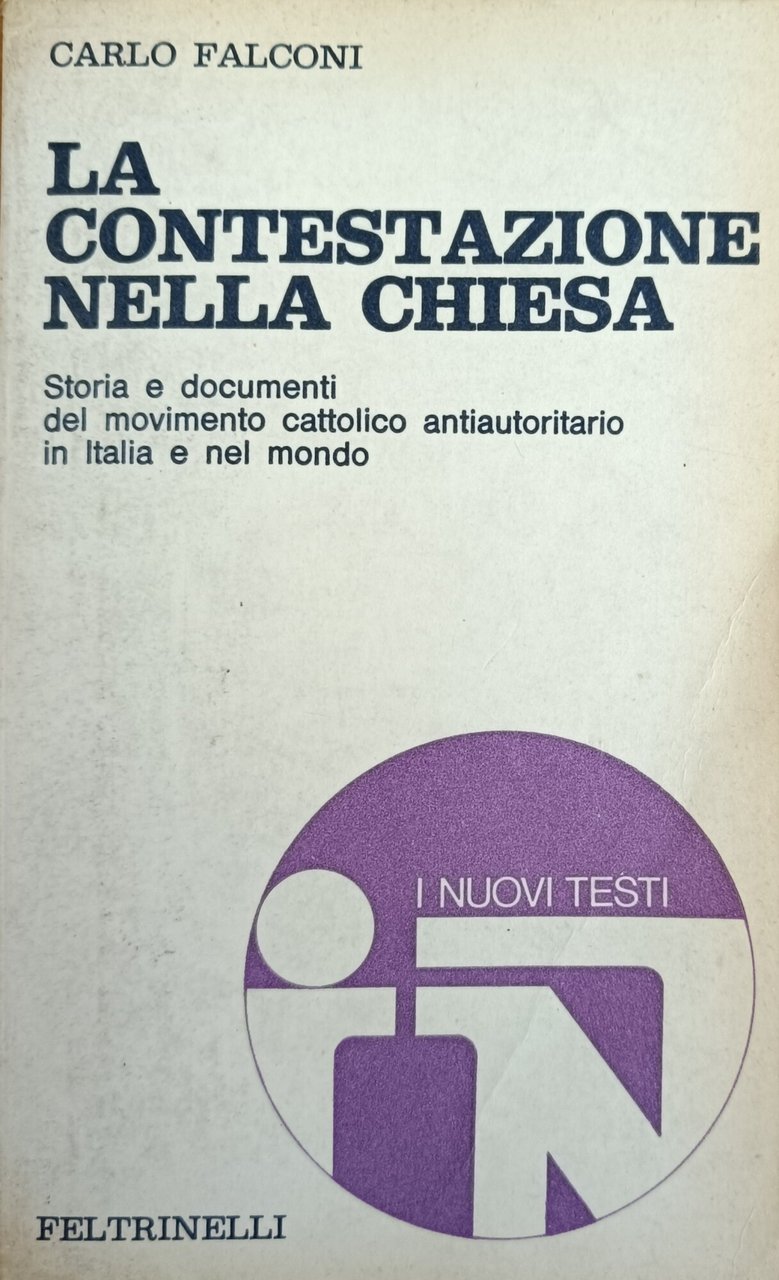 CARLO FALCONI
LA
CONTESTAZIONE
NELLA CHIESA
Storia e documenti
del movimento cattolico antiautoritario
in Italia e nel mondo
I NUOVI TESTI
FELTRINELLI